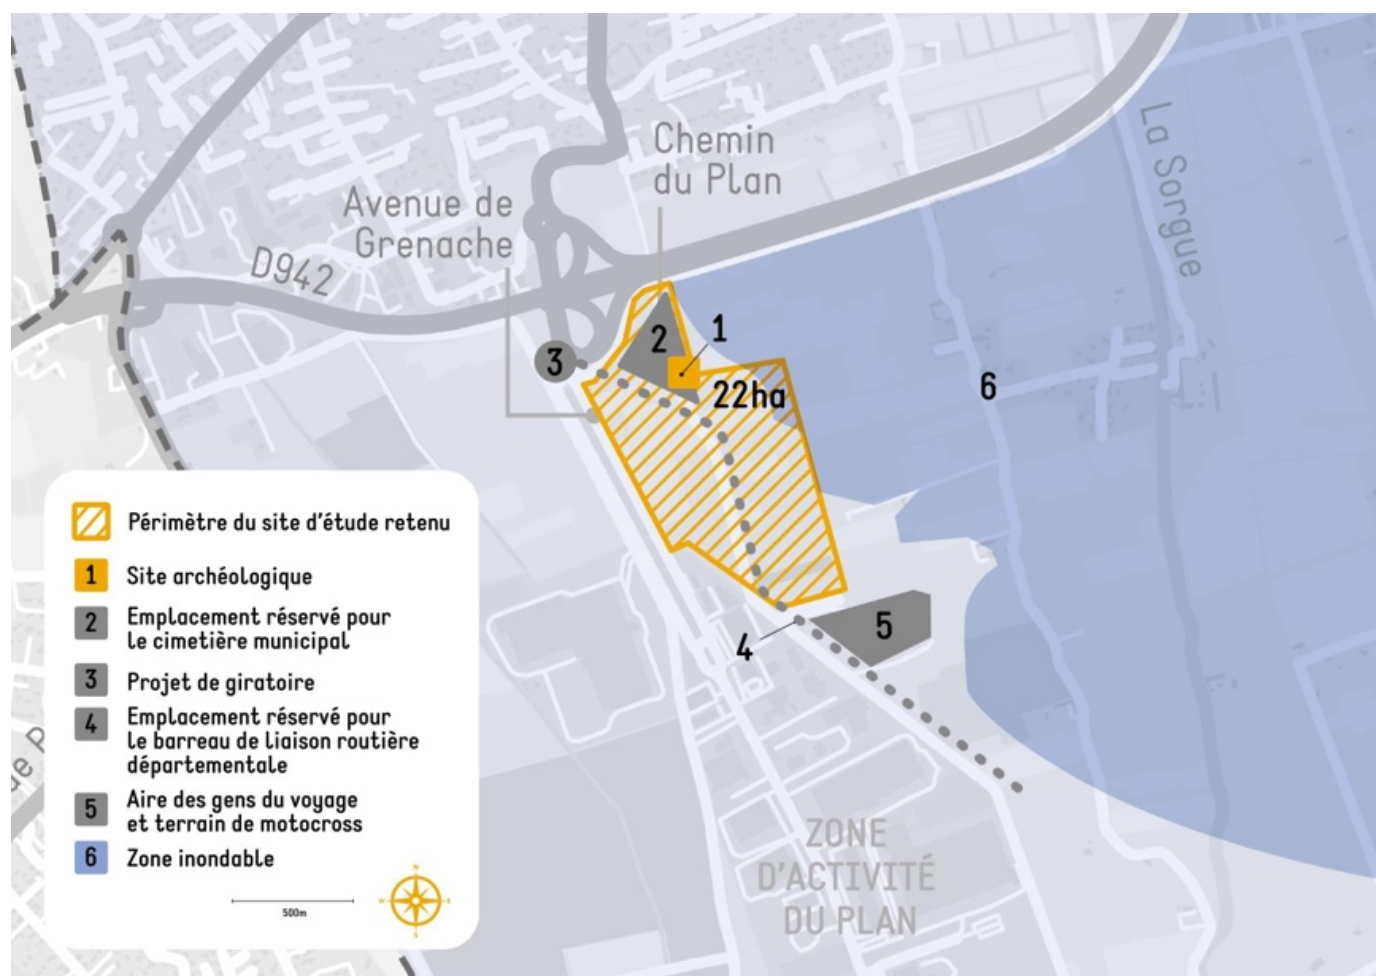 Chemin
du Plan
Avenue de
Grenache
D942
La Sorgue
1
2
3
22ha
6
5
4
Périmètre du site d'étude retenu
1 Site archéologique
2 Emplacement réservé pour
le cimetière municipal
3 Projet de giratoire
4 Emplacement réservé pour
le barreau de liaison routière
départementale
5 Aire des gens du voyage
et terrain de motocross
6 Zone inondable
500m
N
W
E
S
ZONE
D'ACTIVITÉ
DU PLAN